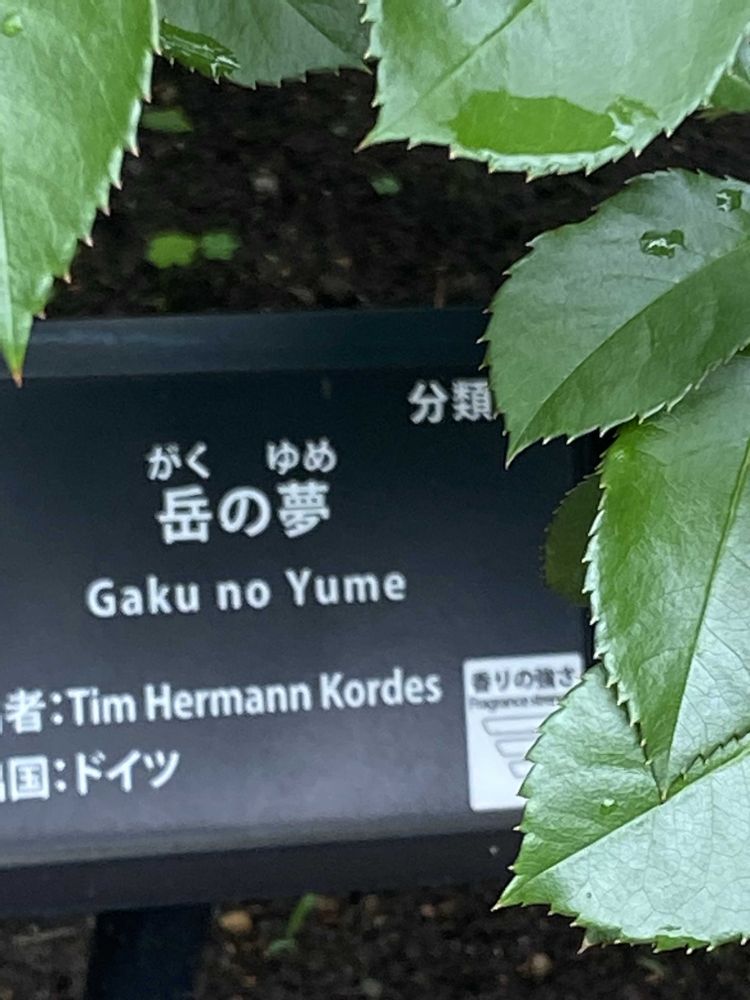 分類
がく ゆめ
岳の夢
Gaku no Yume
者：Tim Hermann Kordes
香りの強さ
Fragrance
国：ドイツ